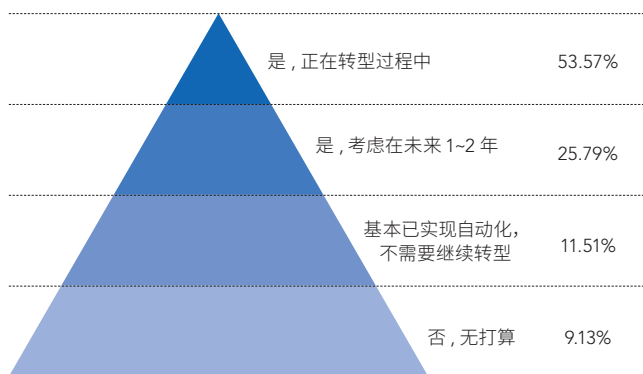 是 , 正在转型过程中 53.57%
是 , 考虑在未来 1~2 年 25.79%
基本已实现自动化，
不需要继续转型 11.51%
否 , 无打算 9.13%